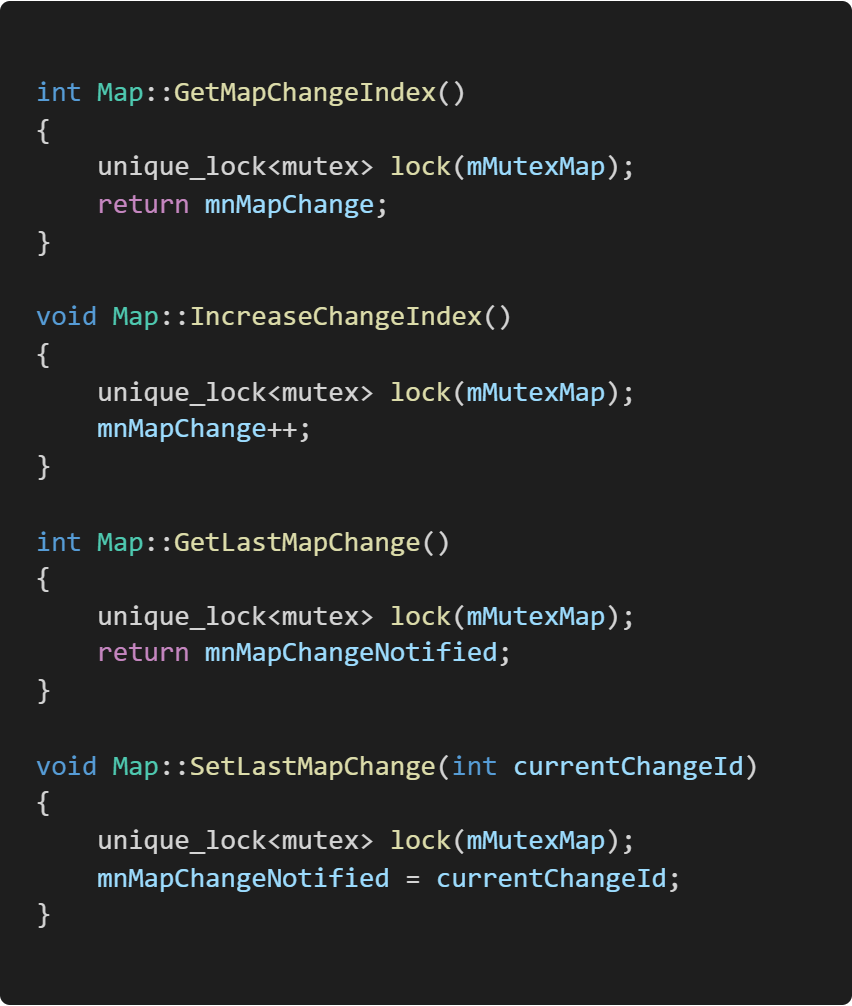 int Map::GetMapChangeIndex()
{
    unique_lock<mutex> lock(mMutexMap);
    return mnMapChange;
}

void Map::IncreaseChangeIndex()
{
    unique_lock<mutex> lock(mMutexMap);
    mnMapChange++;
}

int Map::GetLastMapChange()
{
    unique_lock<mutex> lock(mMutexMap);
    return mnMapChangeNotified;
}

void Map::SetLastMapChange(int currentChangeId)
{
    unique_lock<mutex> lock(mMutexMap);
    mnMapChangeNotified = currentChangeId;
}